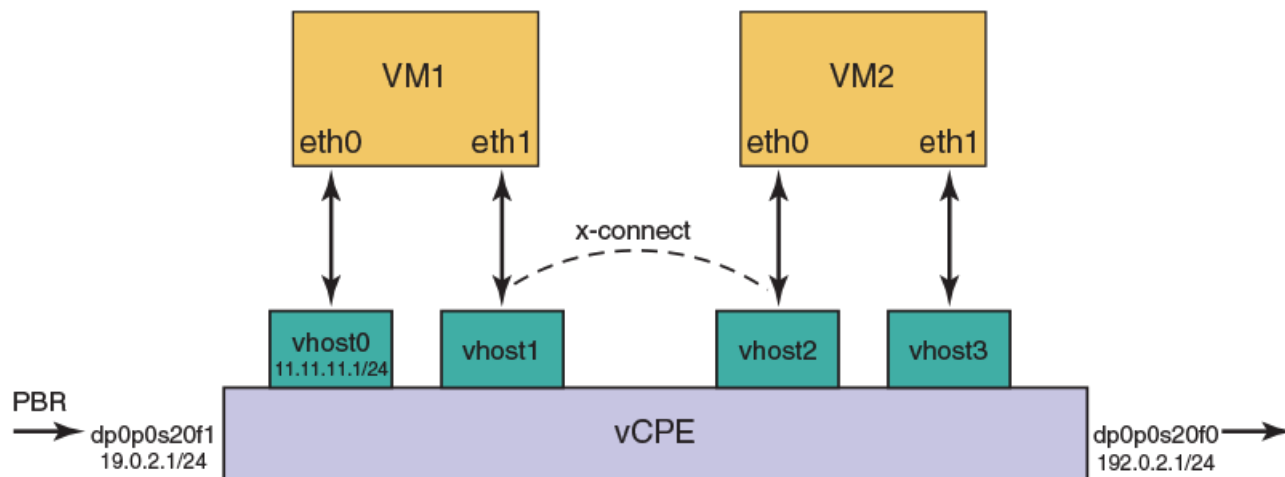 VM1
eth0
eth1
VM2
eth0
eth1
x-connect
vhost0
11.11.11.1/24
vhost1
vhost2
vhost3
PBR
dp0p0s20f1
19.0.2.1/24
vCPE
dp0p0s20f0
192.0.2.1/24